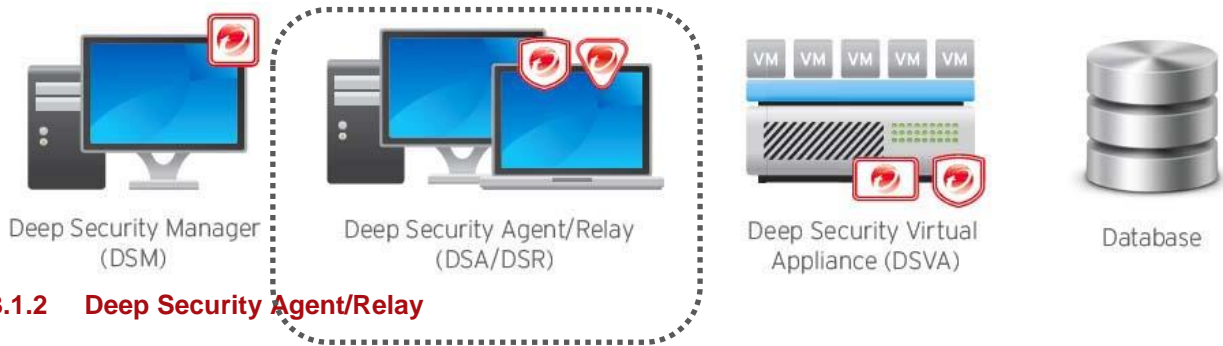 VM VM VM VM VM
Deep Security Manager
(DSM)
Deep Security Agent/Relay
(DSA/DSR)
Deep Security Virtual
Appliance (DSVA)
Database
.1.2 Deep Security Agent/Relay